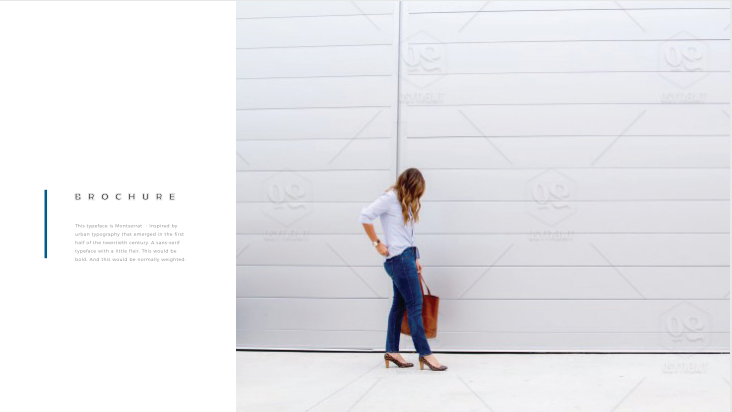 BROCHURE
This typeface is Montserrat - Inspired by
urban typography that emerged in the first
half of the twentieth century. A sans-serif
typeface with a little flair. This would be
bold. And this would be normally weighted.